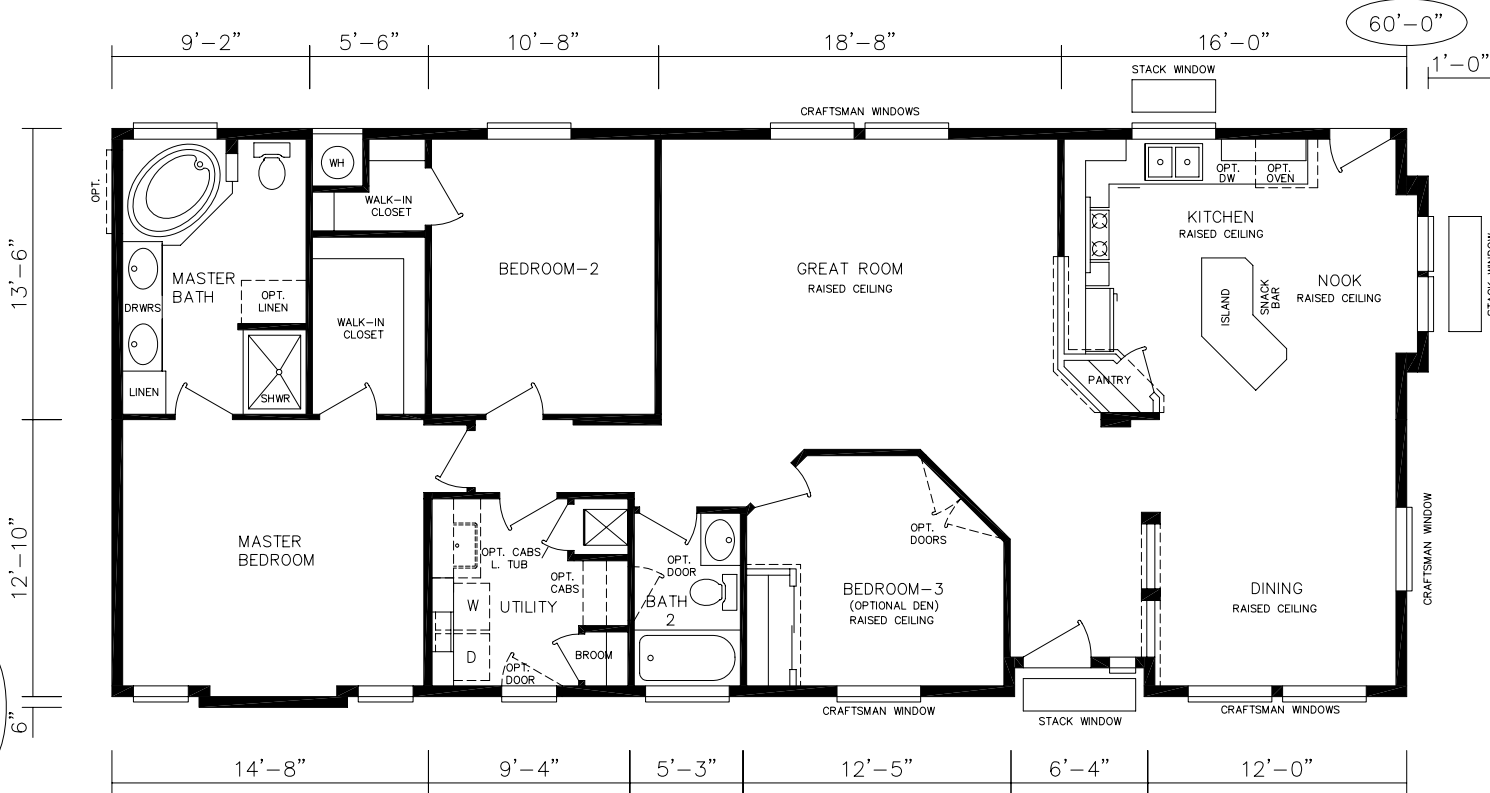 60'-0"
9'-2"
5'-6"
10'-8"
18'-8"
16'-0"
1'-0"
STACK WINDOW
CRAFTSMAN WINDOWS
OPT.
WH
WALK-IN
CLOSET
OPT.
DW
OPT.
OVEN
KITCHEN
RAISED CEILING
13'-6"
MASTER
BATH
BEDROOM-2
GREAT ROOM
RAISED CEILING
NOOK
RAISED CEILING
STACK WINDOW
DRWRS
OPT.
LINEN
ISLAND
SNACK
BAR
WALK-IN
CLOSET
LINEN
SHWR
PANTRY
12'-10"
MASTER
BEDROOM
OPT. CABS
L. TUB
OPT.
CABS
OPT.
DOOR
OPT.
DOORS
CRAFTSMAN WINDOW
W
UTILITY
BATH
2
BEDROOM-3
(OPTIONAL DEN)
RAISED CEILING
DINING
RAISED CEILING
D
OPT.
DOOR
BROOM
6"
CRAFTSMAN WINDOW
STACK WINDOW
CRAFTSMAN WINDOWS
14'-8"
9'-4"
5'-3"
12'-5"
6'-4"
12'-0"